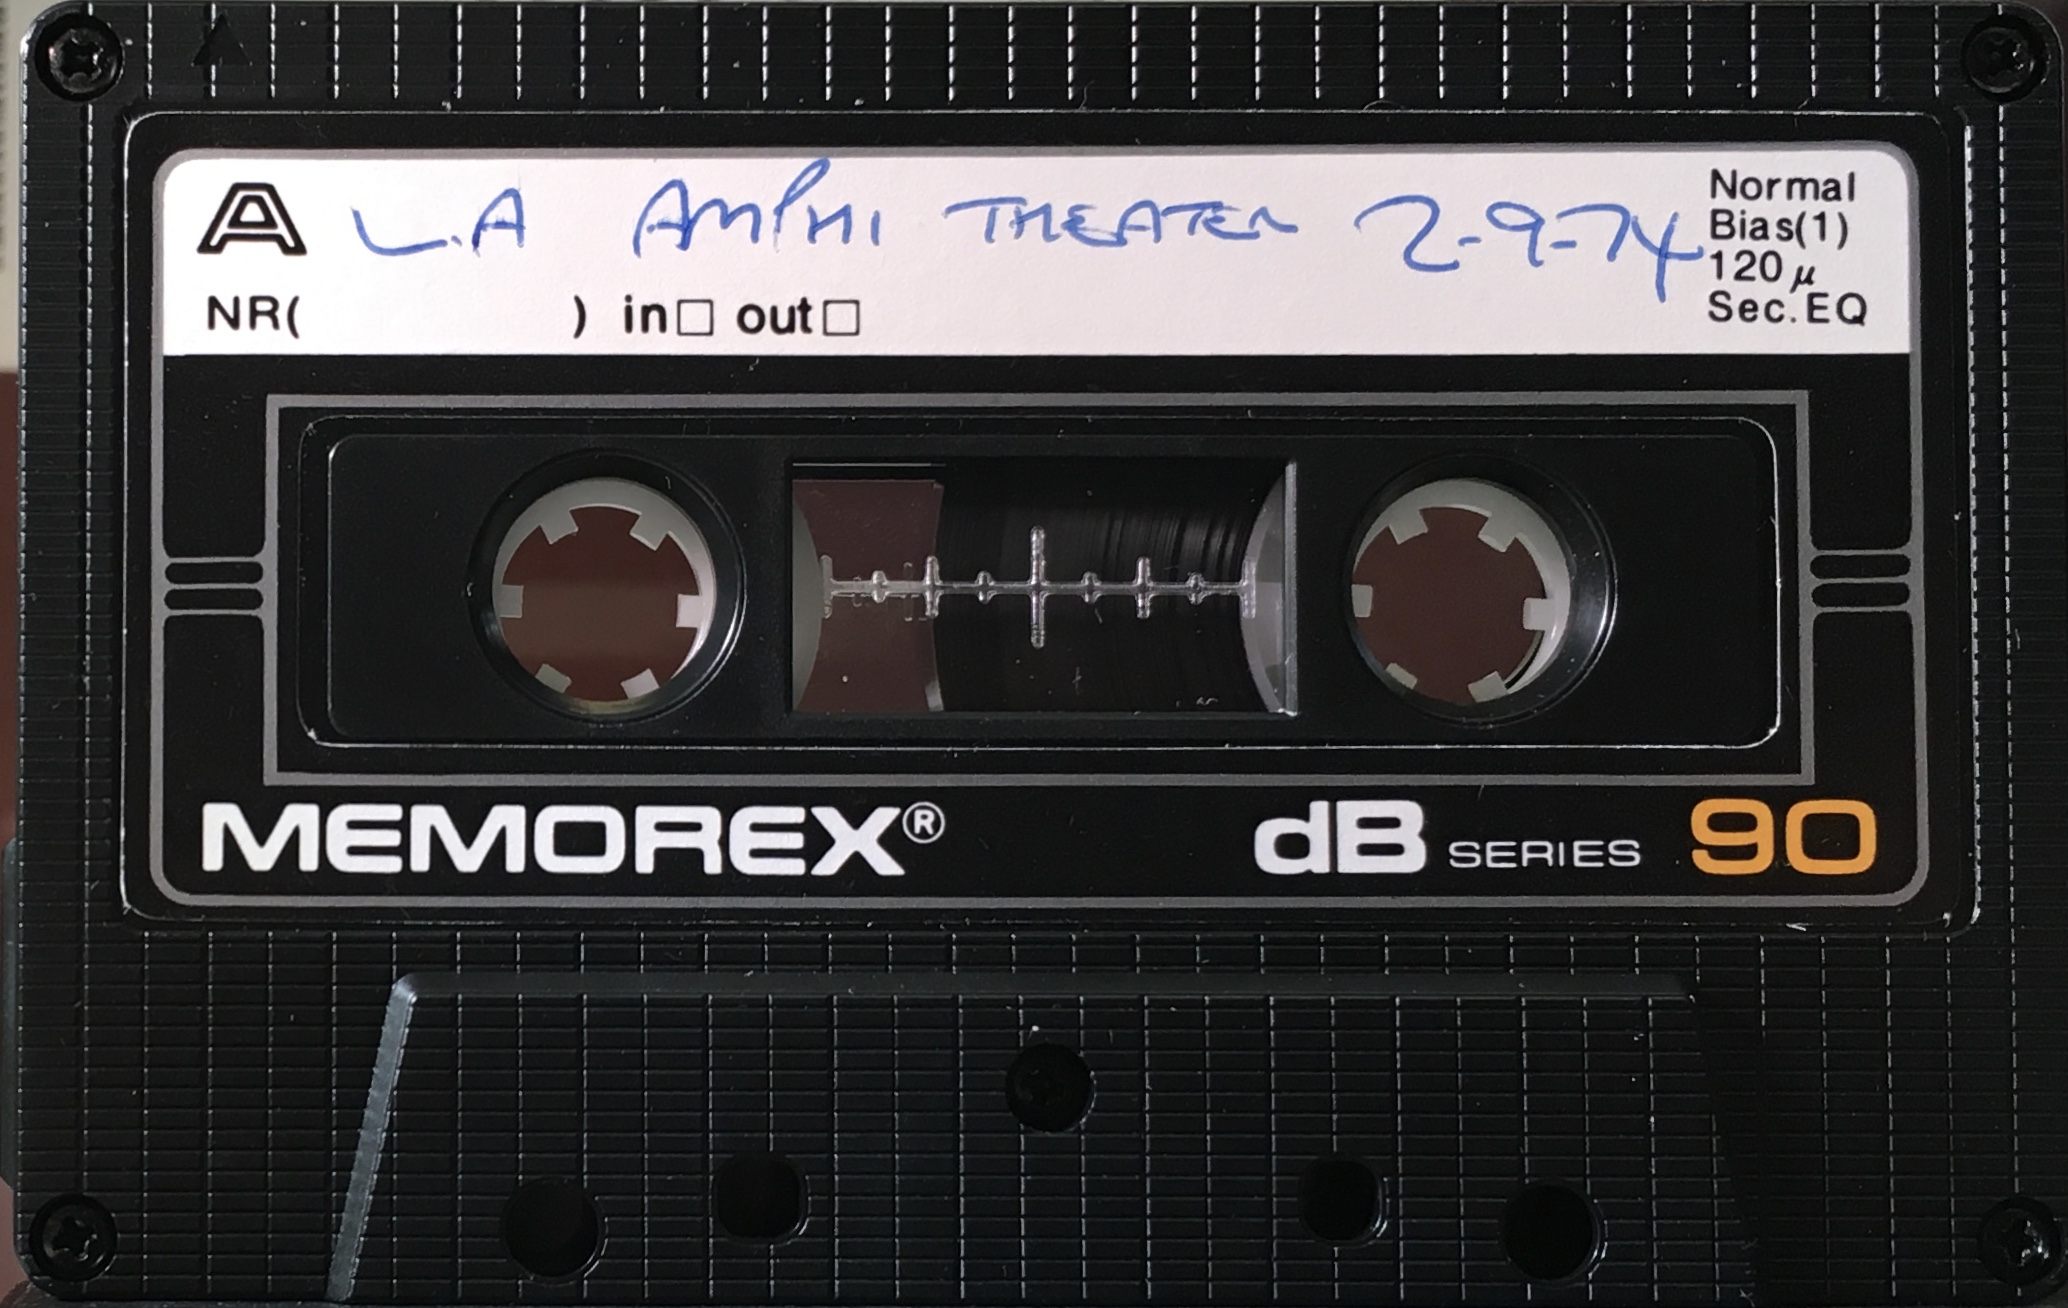 A L.A AMPHI THEATER 2-9-74
Normal
Bias(1)
120 μ
Sec. EQ
NR( ) in□ out□
MEMOREX® dB SERIES 90